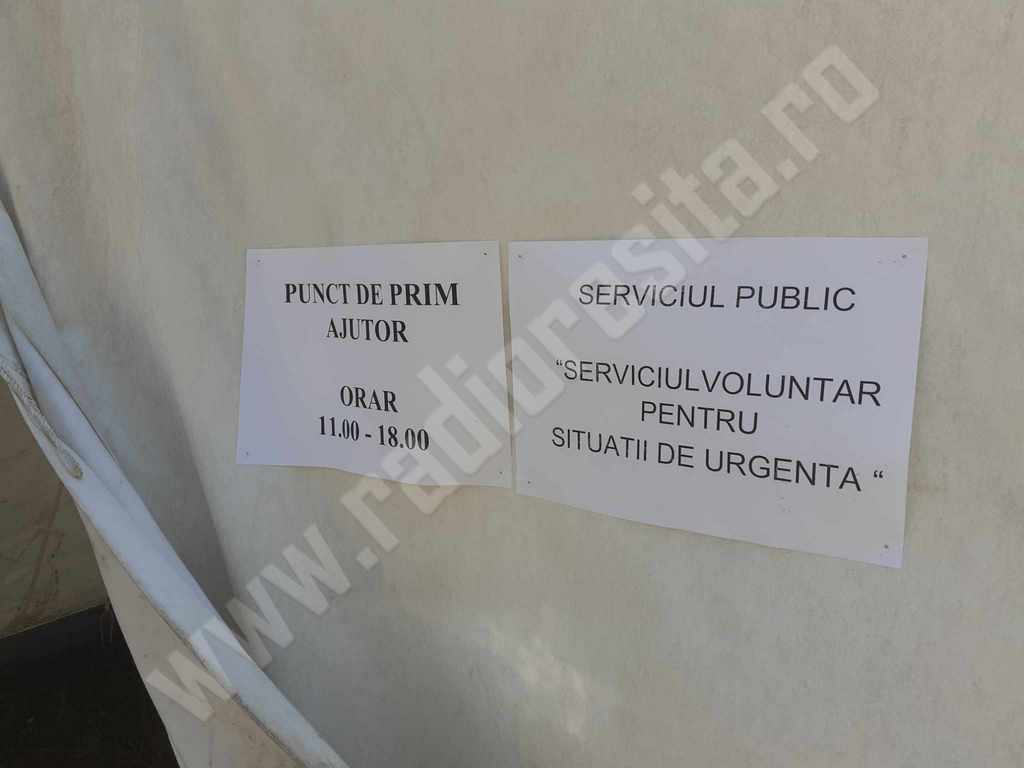 PUNCT DE PRIM
AJUTOR
ORAR
11.00 - 18.00
SERVICIUL PUBLIC
“SERVICIULVOLUNTAR
PENTRU
SITUATII DE URGENTA “
www.radiorosita.ro